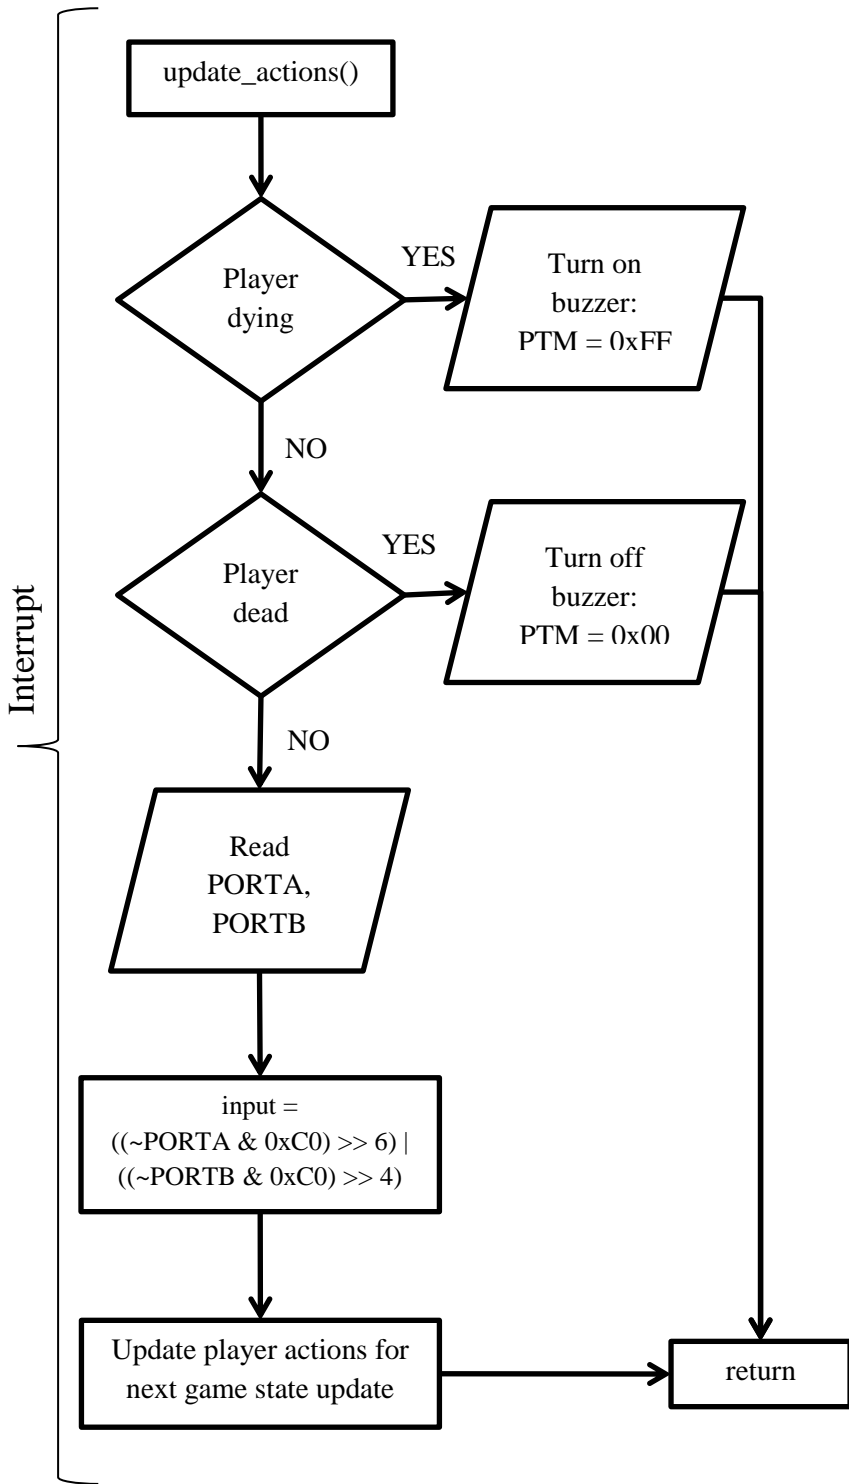 update_actions()
Player
dying
YES
Turn on
buzzer:
PTM = 0xFF
NO
Player
dead
YES
Turn off
buzzer:
PTM = 0x00
Interrupt
NO
Read
PORTA,
PORTB
input =
((~PORTA & 0xC0) >> 6) |
((~PORTB & 0xC0) >> 4)
Update player actions for
next game state update
return